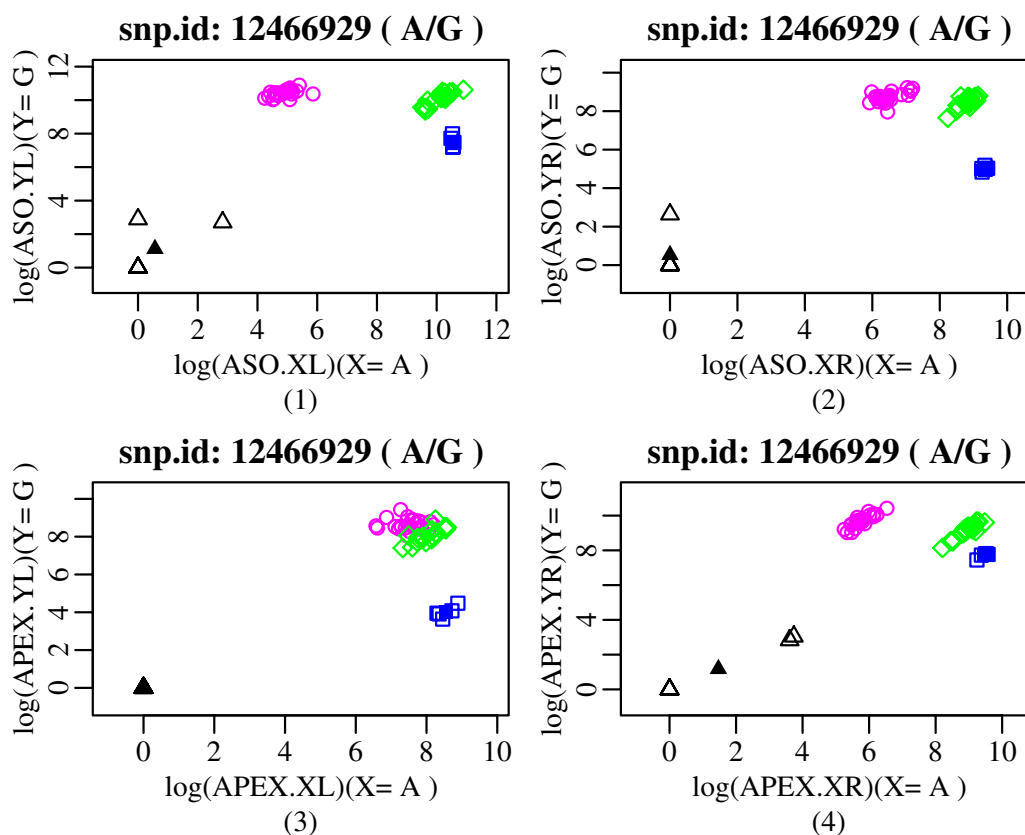 snp.id: 12466929 ( A/G )
log(ASO.YL)(Y= G )
0 4 8 12
0 2 4 6 8 10 12
log(ASO.XL)(X= A )
(1)
snp.id: 12466929 ( A/G )
log(ASO.YR)(Y= G )
0 2 4 6 8
0 2 4 6 8 10
log(ASO.XR)(X= A )
(2)
snp.id: 12466929 ( A/G )
log(APEX.YL)(Y= G )
0 2 4 6 8
0 2 4 6 8 10
log(APEX.XL)(X= A )
(3)
snp.id: 12466929 ( A/G )
log(APEX.YR)(Y= G )
0 4 8
0 2 4 6 8 10
log(APEX.XR)(X= A )
(4)